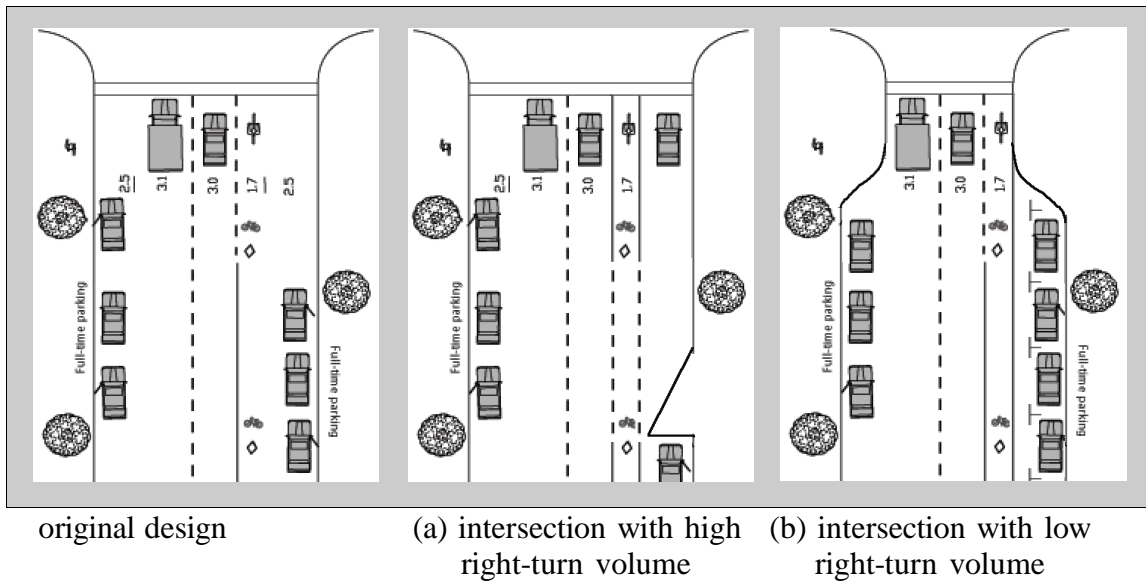 2.5 3.1 3.0 1.7 2.5
Full-time parking
Full-time parking
2.5 3.1 3.0 1.7
Full-time parking
3.1 3.0 1.7
Full-time parking
Full-time parking
original design
(a) intersection with high
right-turn volume
(b) intersection with low
right-turn volume